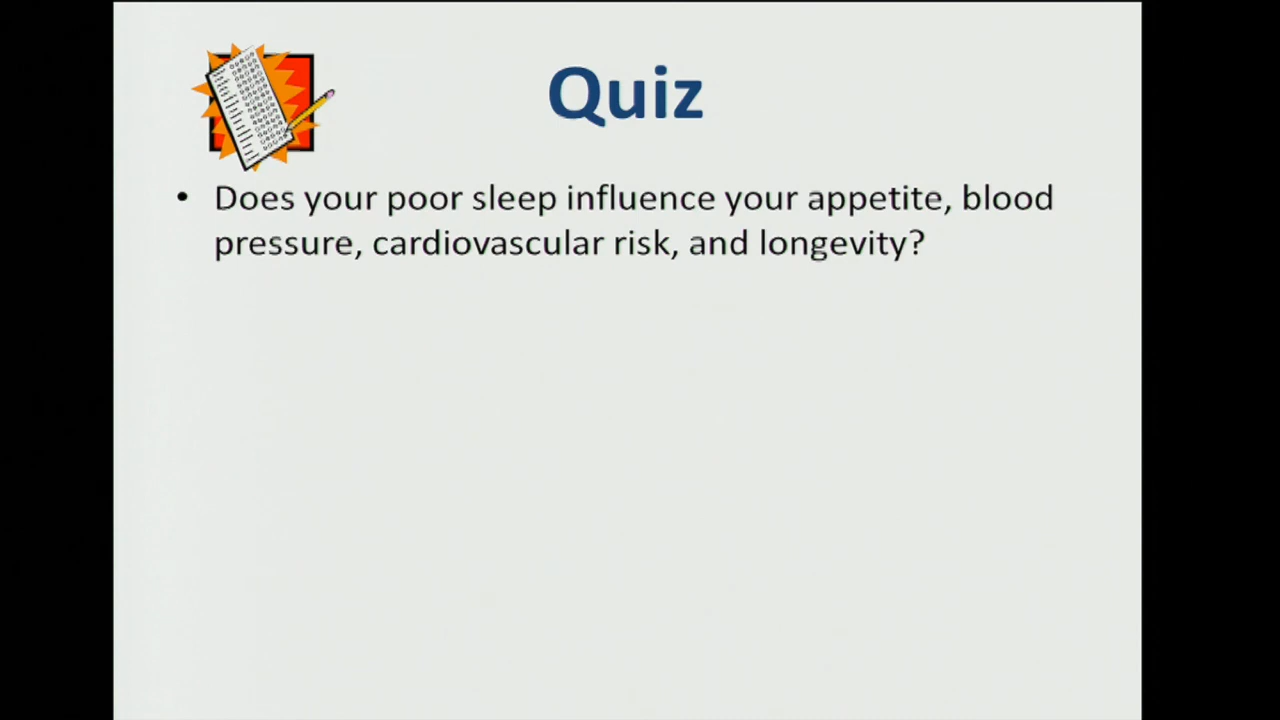 Quiz
• Does your poor sleep influence your appetite, blood
pressure, cardiovascular risk, and longevity?